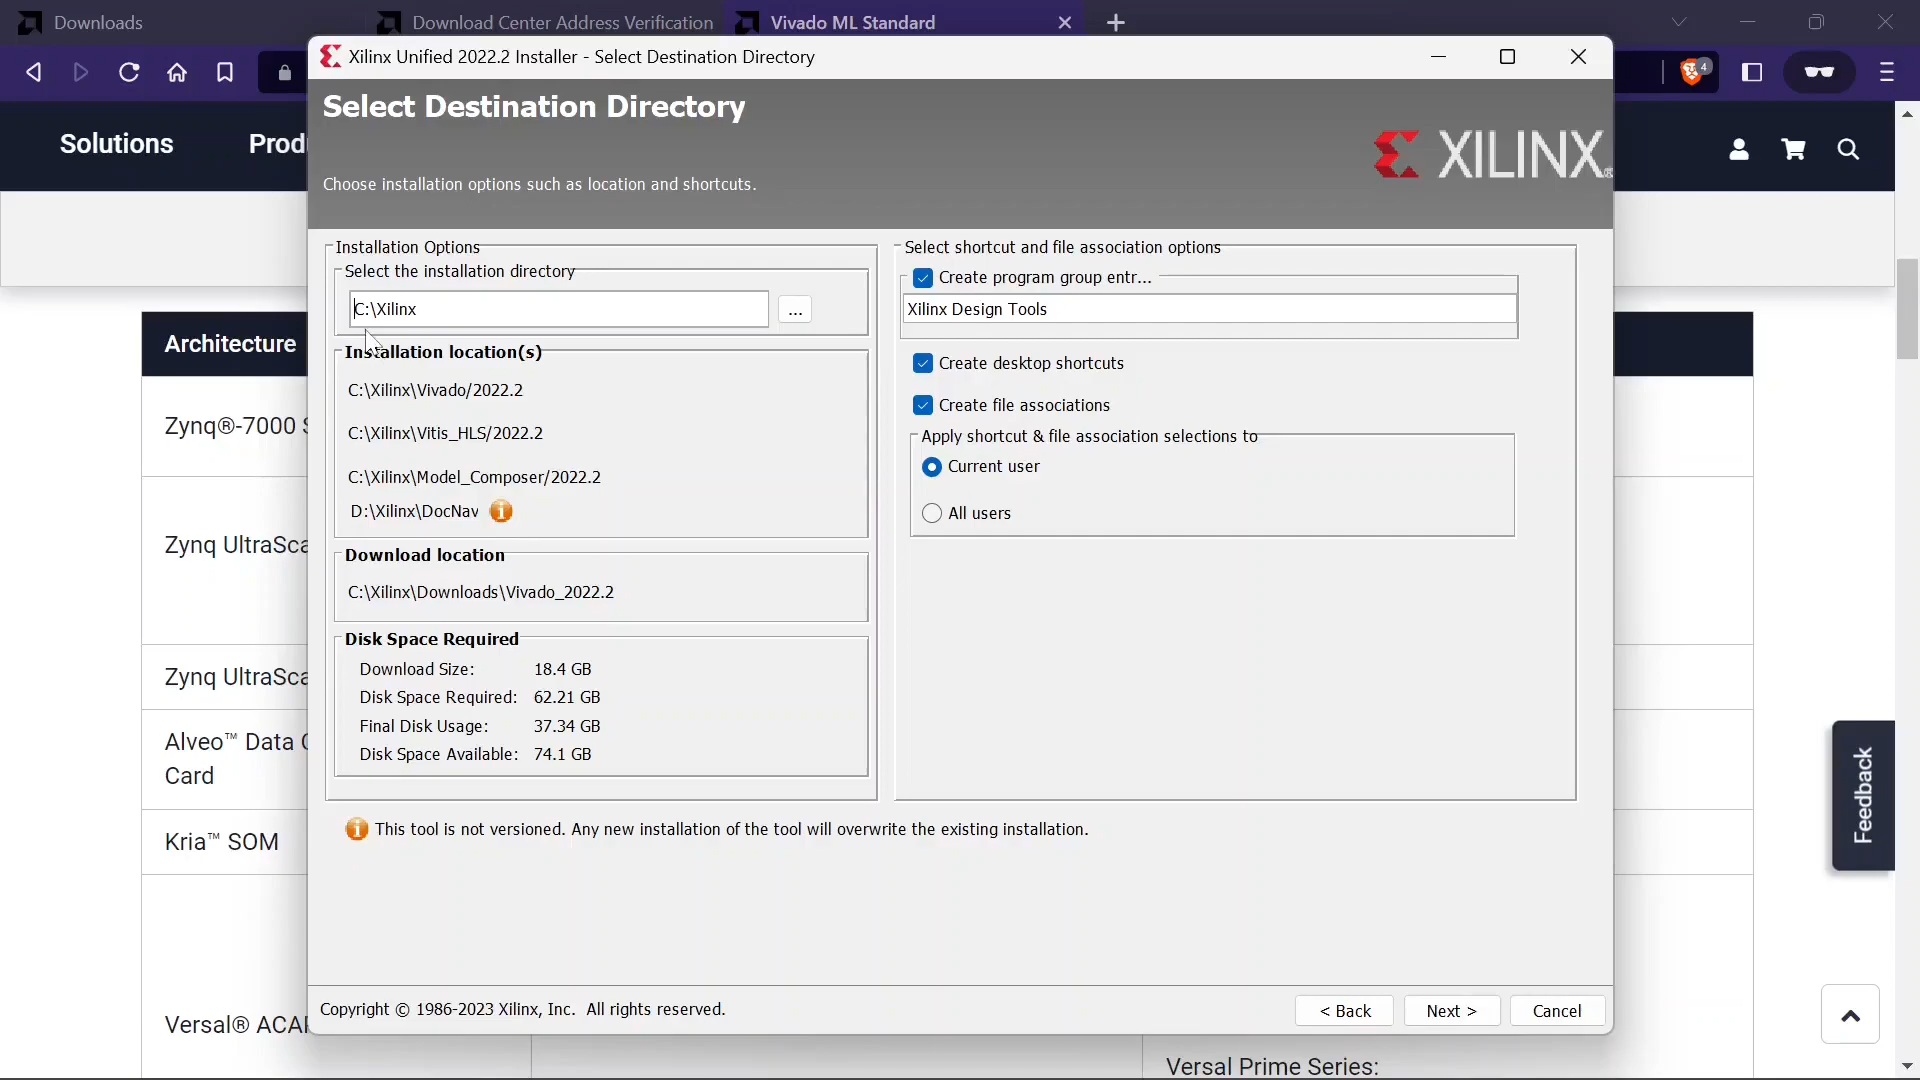 Downloads
Download Center Address Verification
Vivado ML Standard
Xilinx Unified 2022.2 Installer - Select Destination Directory
4
Select Destination Directory
XILINX
Choose installation options such as location and shortcuts.
Solutions
Prod
Installation Options
Select the installation directory
C:\Xilinx
...
Installation location(s)
C:\Xilinx\Vivado/2022.2
C:\Xilinx\Vitis_HLS/2022.2
C:\Xilinx\Model_Composer/2022.2
D:\Xilinx\DocNav
Download location
C:\Xilinx\Downloads\Vivado_2022.2
Disk Space Required
Download Size: 18.4 GB
Disk Space Required: 62.21 GB
Final Disk Usage: 37.34 GB
Disk Space Available: 74.1 GB
Select shortcut and file association options
Create program group entr...
Xilinx Design Tools
Create desktop shortcuts
Create file associations
Apply shortcut & file association selections to
Current user
All users
This tool is not versioned. Any new installation of the tool will overwrite the existing installation.
Copyright © 1986-2023 Xilinx, Inc. All rights reserved.
< Back
Next >
Cancel
Architecture
Zynq®-7000 S
Zynq UltraSca
Zynq UltraSca
Alveo™ Data C
Card
Kria™ SOM
Versal® ACAP
Versal Prime Series:
Feedback